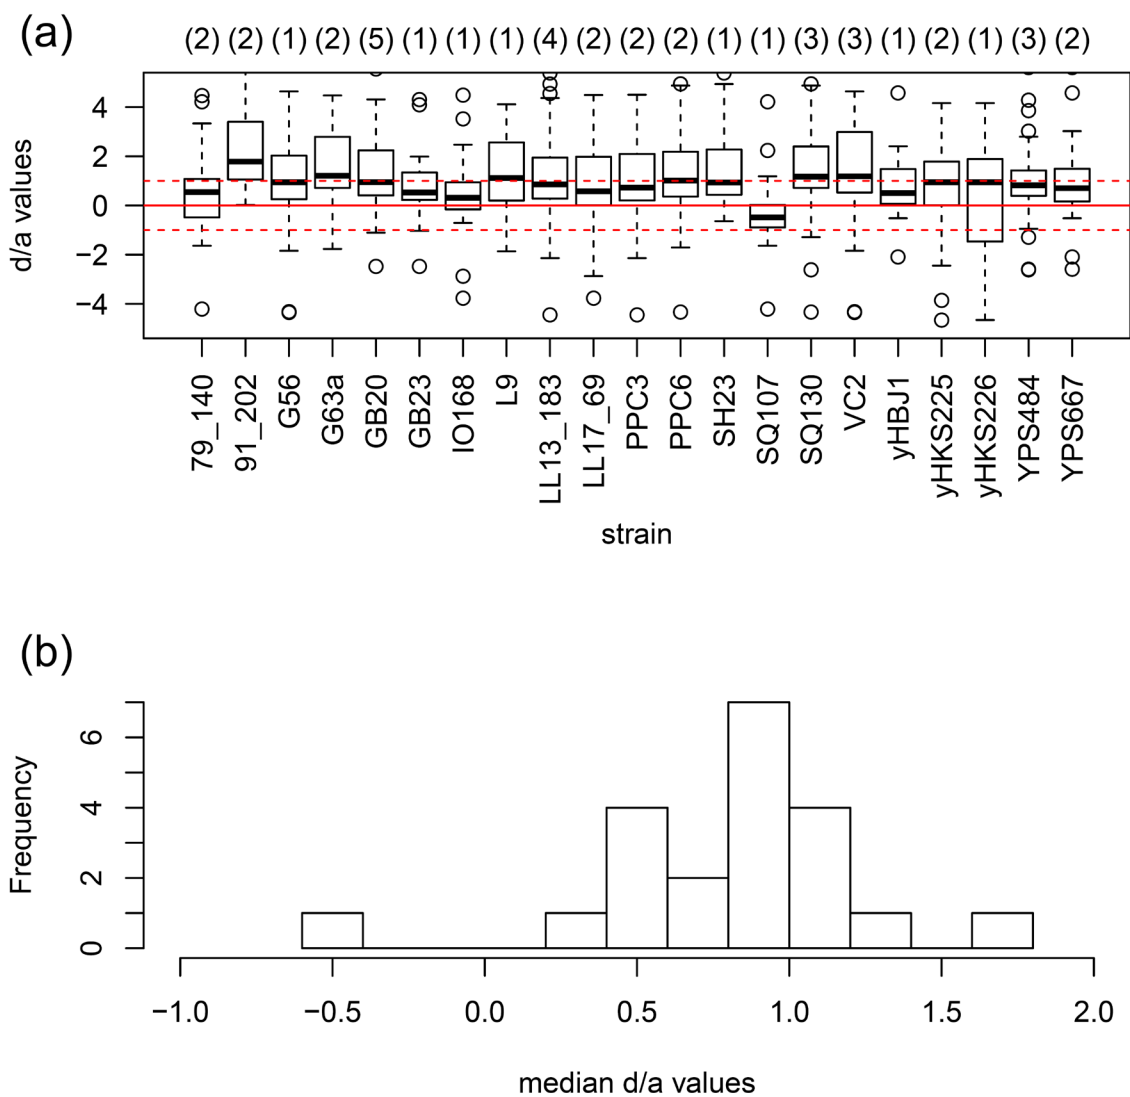 (a)
(2) (2) (1) (2) (5) (1) (1) (1) (4) (2) (2) (2) (1) (1) (3) (3) (1) (2) (1) (3) (2)
d/a values
4
2
0
−2
−4
79_140
91_202
G56
G63a
GB20
GB23
IO168
L9
LL13_183
LL17_69
PPC3
PPC6
SH23
SQ107
SQ130
VC2
yHBJ1
yHKS225
yHKS226
YPS484
YPS667
strain
(b)
Frequency
6
4
2
0
−1.0 −0.5 0.0 0.5 1.0 1.5 2.0
median d/a values